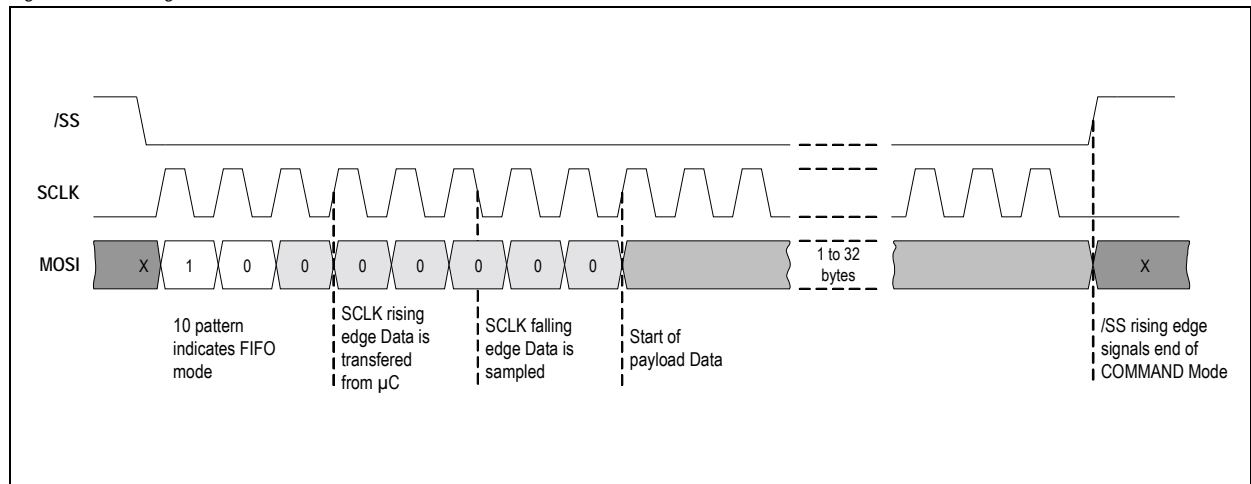 /SS
SCLK
MOSI
X
1
0
0
0
0
0
0
0
1 to 32
bytes
X
10 pattern
indicates FIFO
mode
SCLK rising
edge Data is
transfered
from µC
SCLK falling
edge Data is
sampled
Start of
payload Data
/SS rising edge
signals end of
COMMAND Mode